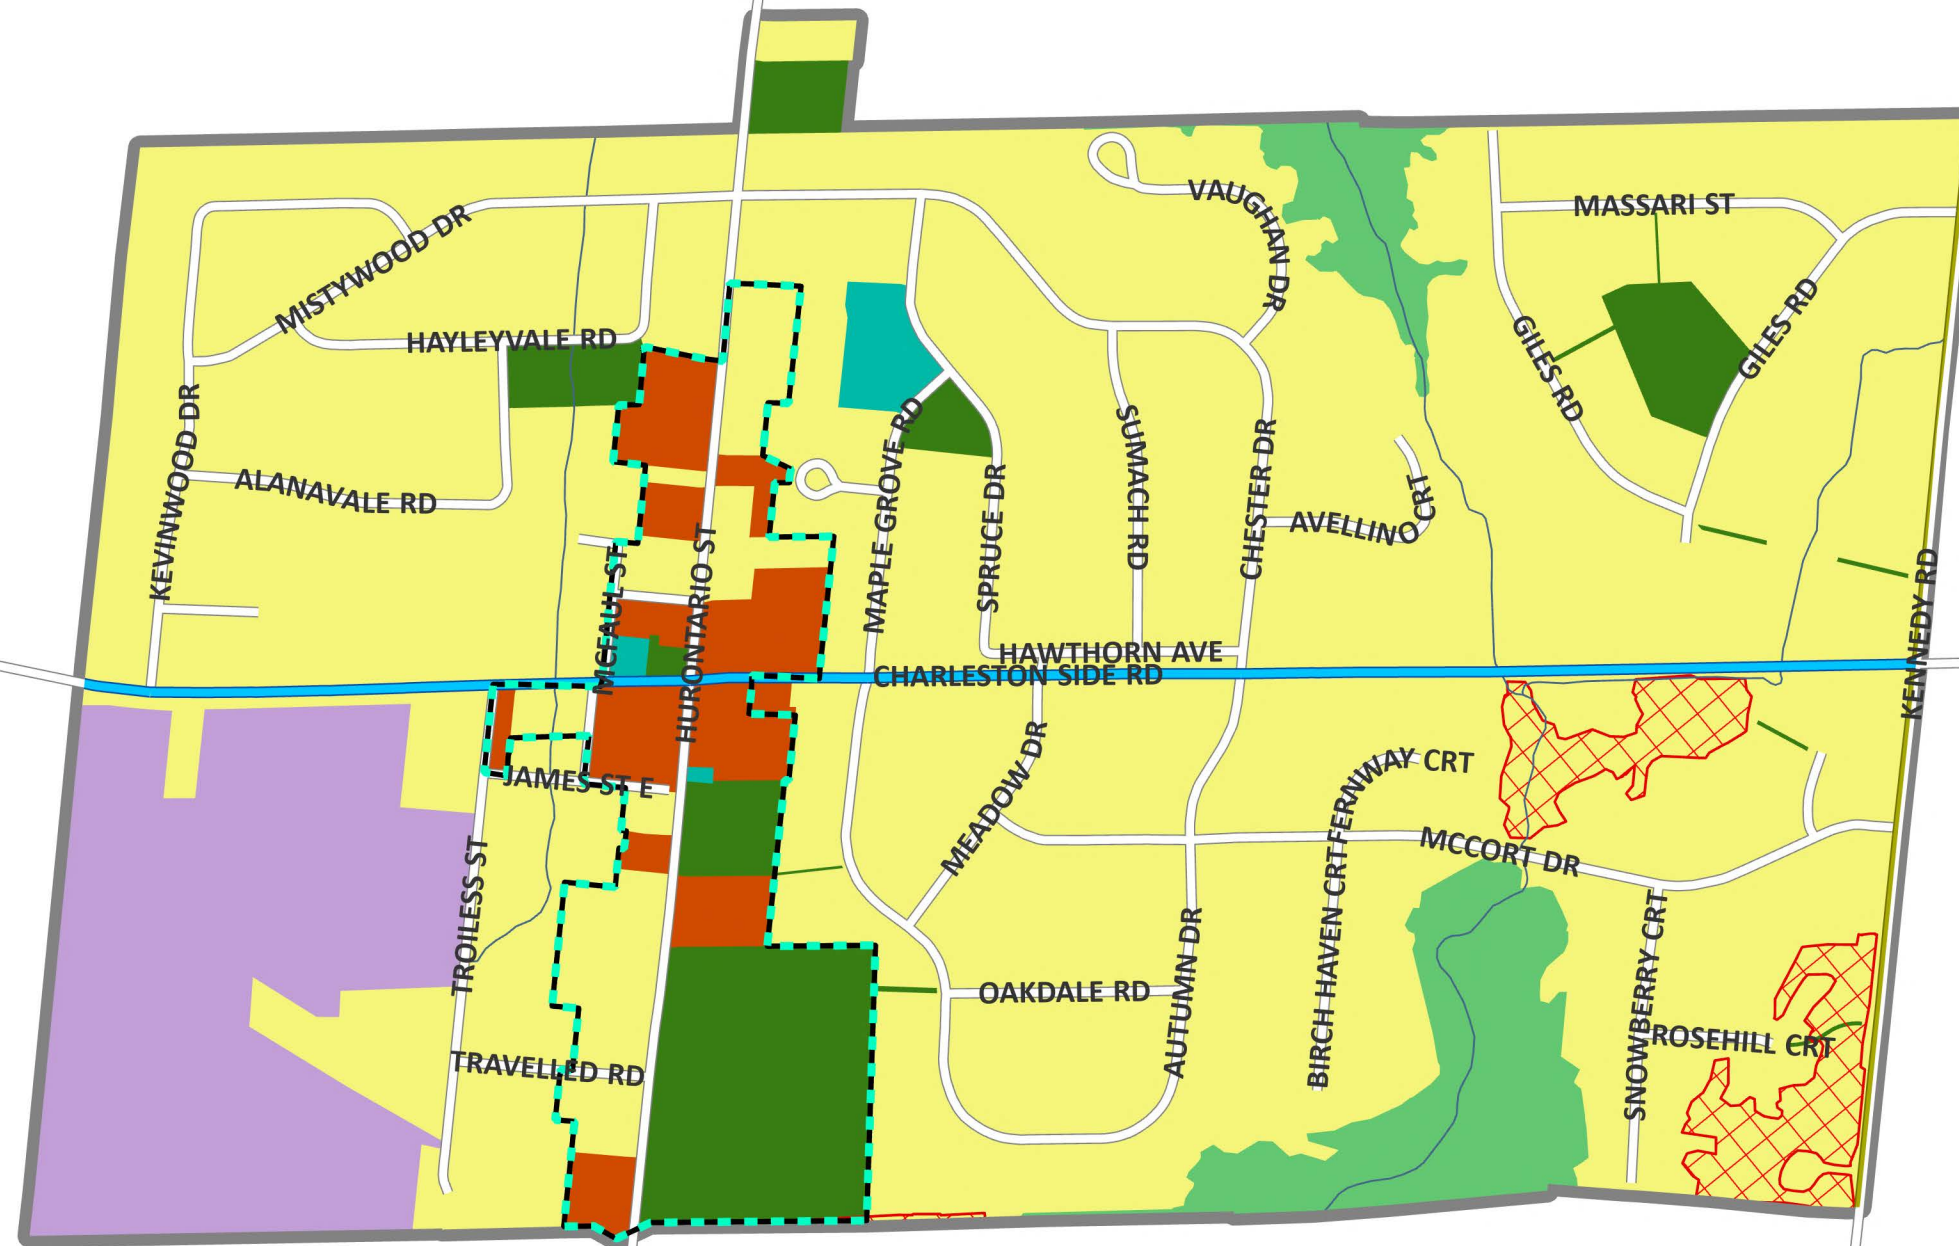 VAUGHAN DR
MASSARI ST
MISTYWOOD DR
HAYLEYVALE RD
GILES RD
GILES RD
KEVINWOOD DR
ALANAVALE RD
MAPLE GROVE RD
SPRUCE DR
SUMACH RD
CHESTER DR
AVELLINO CRT
MCFAUL ST
HURONTARIO ST
KENNEDY RD
HAWTHORN AVE
CHARLESTON SIDE RD
JAMES ST E
MEADOW DR
FERNWAY CRT
MCCORT DR
TROILESS ST
BIRCH HAVEN CRT
AUTUMN DR
OAKDALE RD
SNOWBERRY CRT
ROSEHILL CRT
TRAVELLED RD